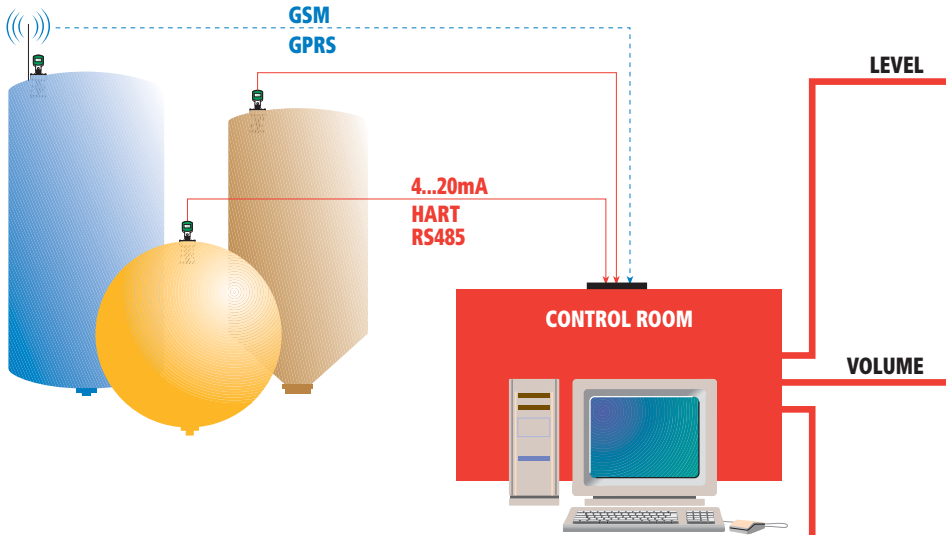 GSM
GPRS
LEVEL
4...20mA
HART
RS485
CONTROL ROOM
VOLUME